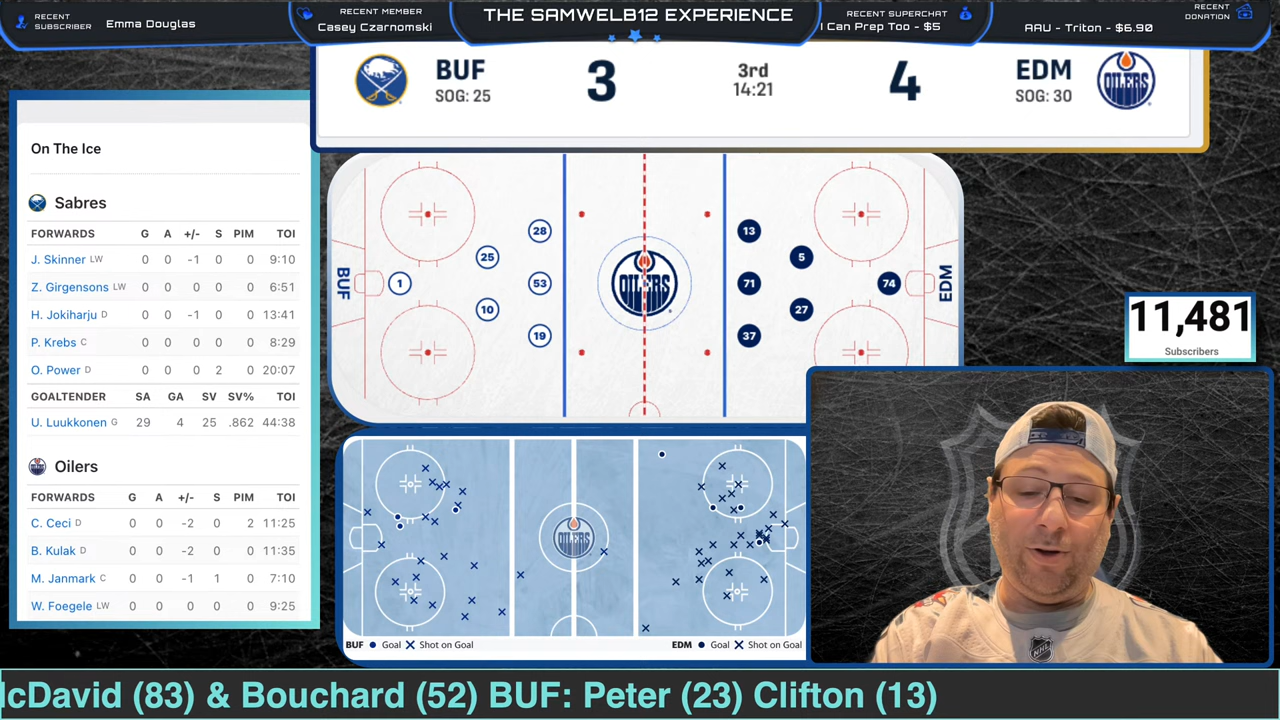 RECENT
SUBSCRIBER
Emma Douglas
RECENT MEMBER
Casey Czarnomski
THE SAMWELB12 EXPERIENCE
RECENT SUPERCHAT
I Can Prep Too - $5
RECENT
DONATION
AAU - Triton - $6.90
BUF
SOG: 25
3
3rd
14:21
4
EDM
SOG: 30
OILERS
On The Ice
Sabres
FORWARDS G A +/- S PIM TOI
J. Skinner LW 0 0 -1 0 0 9:10
Z. Girgensons LW 0 0 0 0 0 6:51
H. Jokiharju D 0 0 -1 0 0 13:41
P. Krebs C 0 0 0 0 0 8:29
O. Power D 0 0 0 2 0 20:07
GOALTENDER SA GA SV SV% TOI
U. Luukkonen G 29 4 25 .862 44:38
Oilers
FORWARDS G A +/- S PIM TOI
C. Ceci D 0 0 -2 0 2 11:25
B. Kulak D 0 0 -2 0 0 11:35
M. Janmark C 0 0 -1 1 0 7:10
W. Foegele LW 0 0 0 0 0 9:25
BUF
1
25
10
28
53
19
OILERS
13
71
37
5
27
74
EDM
OILERS
BUF Goal Shot on Goal
EDM Goal Shot on Goal
11,481
Subscribers
NHL
cDavid (83) & Bouchard (52) BUF: Peter (23) Clifton (13)